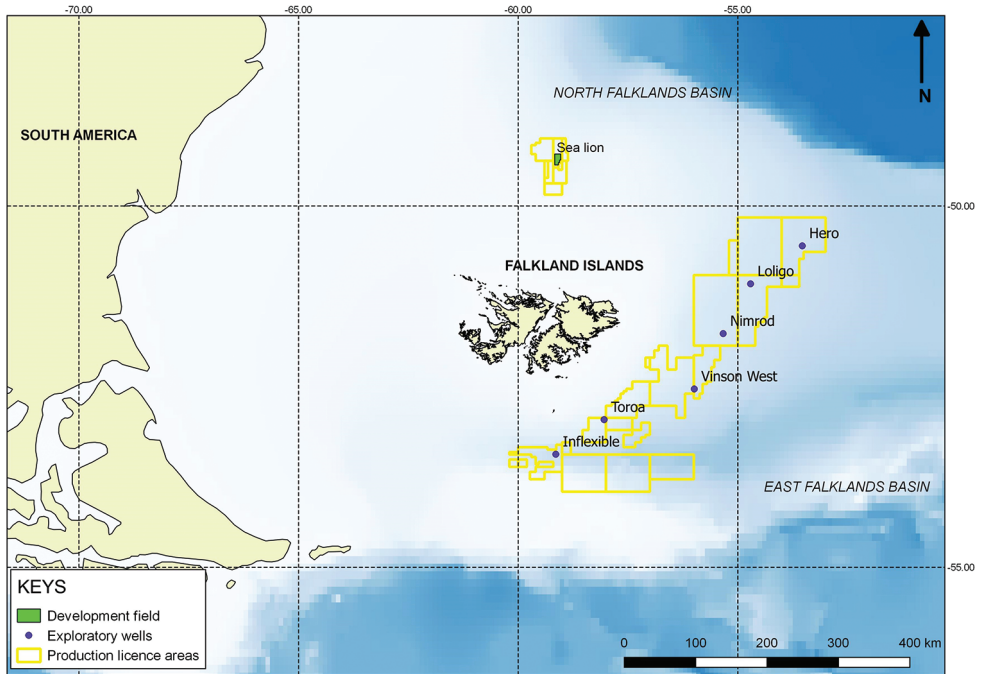 -70.00
-65.00
-60.00
-55.00
NORTH FALKLANDS BASIN
N
SOUTH AMERICA
Sea lion
-50.00
Hero
FALKLAND ISLANDS
Loligo
Nimrod
Vinson West
Toroa
Inflexible
EAST FALKLANDS BASIN
-55.00
KEYS
Development field
Exploratory wells
Production licence areas
0 100 200 300 400 km